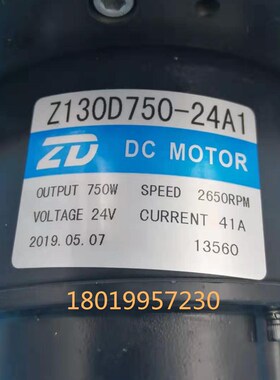 Z130D750-24A1
ZD DC MOTOR
OUTPUT 750W SPEED 2650RPM
VOLTAGE 24V CURRENT 41A
2019.05.07 13560
18019957230